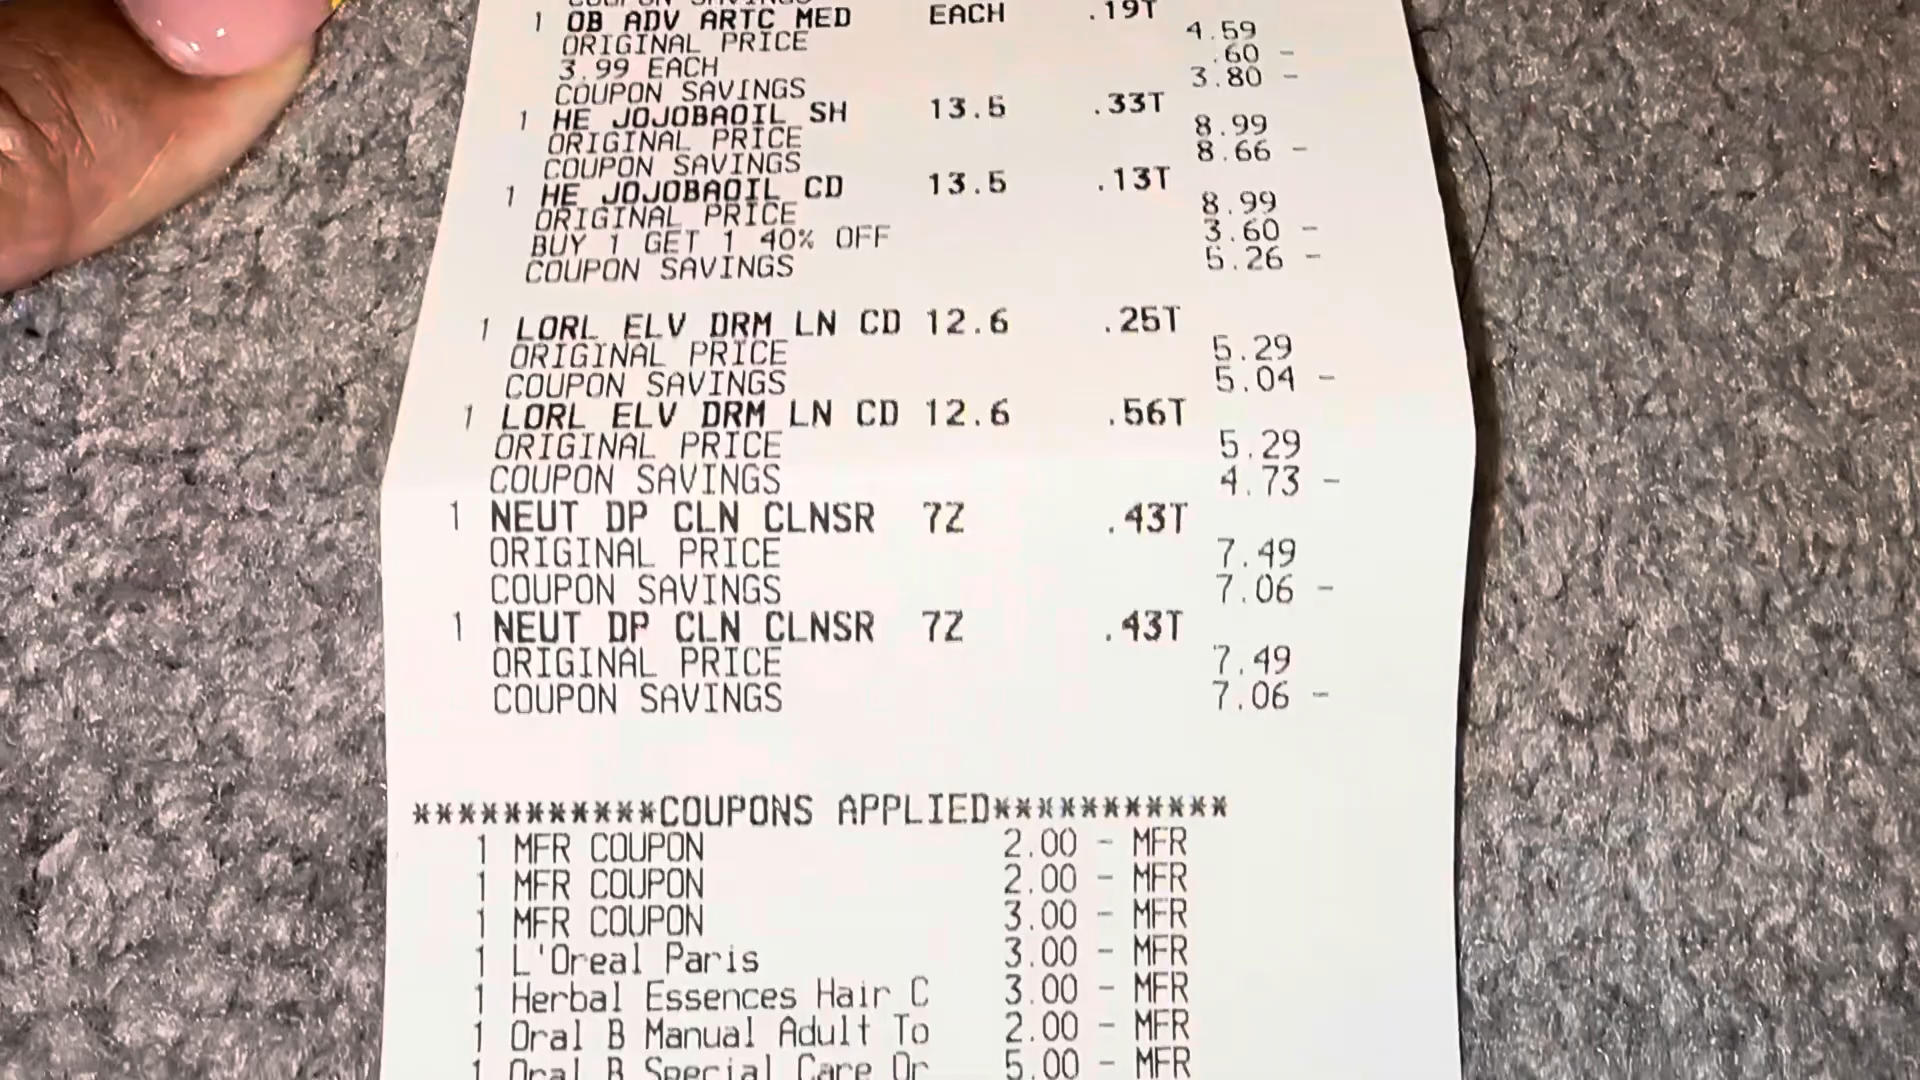 COUPON SAVINGS
1 OB ADV ARTC MED EACH .19T
ORIGINAL PRICE 4.59
3.99 EACH .60 -
COUPON SAVINGS 3.80 -
1 HE JOJOBAOIL SH 13.5 .33T
ORIGINAL PRICE 8.99
COUPON SAVINGS 8.66 -
1 HE JOJOBAOIL CD 13.5 .13T
ORIGINAL PRICE 8.99
BUY 1 GET 1 40% OFF 3.60 -
COUPON SAVINGS 5.26 -
1 LORL ELV DRM LN CD 12.6 .25T
ORIGINAL PRICE 5.29
COUPON SAVINGS 5.04 -
1 LORL ELV DRM LN CD 12.6 .56T
ORIGINAL PRICE 5.29
COUPON SAVINGS 4.73 -
1 NEUT DP CLN CLNSR 7Z .43T
ORIGINAL PRICE 7.49
COUPON SAVINGS 7.06 -
1 NEUT DP CLN CLNSR 7Z .43T
ORIGINAL PRICE 7.49
COUPON SAVINGS 7.06 -
***********COUPONS APPLIED***********
1 MFR COUPON 2.00 - MFR
1 MFR COUPON 2.00 - MFR
1 MFR COUPON 3.00 - MFR
1 L'Oreal Paris 3.00 - MFR
1 Herbal Essences Hair C 3.00 - MFR
1 Oral B Manual Adult To 2.00 - MFR
1 Oral B Special Care Or 5.00 - MFR